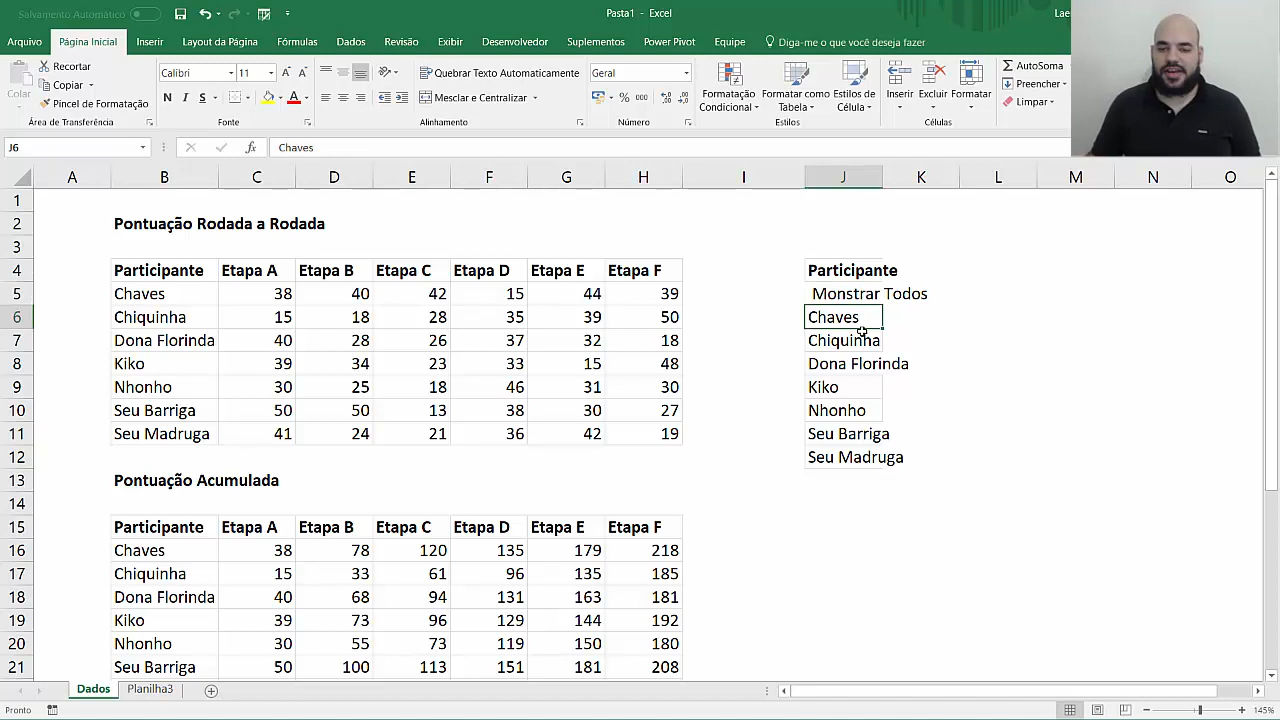 Salvamento Automático
Pasta1 - Excel
Lae
Arquivo Página Inicial Inserir Layout da Página Fórmulas Dados Revisão Exibir Desenvolvedor Suplementos Power Pivot Equipe Diga-me o que você deseja fazer
Colar
Recortar
Copiar
Pincel de Formatação
Área de Transferência
Calibri 11
N I S
Fonte
Quebrar Texto Automaticamente
Mesclar e Centralizar
Alinhamento
Geral
% 000
Número
Formatação Condicional
Formatar como Tabela
Estilos de Célula
Estilos
Inserir Excluir Formatar
Células
AutoSoma
Preencher
Limpar
J6 fx Chaves
A B C D E F G H I J K L M N O
1
2 Pontuação Rodada a Rodada
3
4 Participante Etapa A Etapa B Etapa C Etapa D Etapa E Etapa F Participante
5 Chaves 38 40 42 15 44 39 Monstrar Todos
6 Chiquinha 15 18 28 35 39 50 Chaves
7 Dona Florinda 40 28 26 37 32 18 Chiquinha
8 Kiko 39 34 23 33 15 48 Dona Florinda
9 Nhonho 30 25 18 46 31 30 Kiko
10 Seu Barriga 50 50 13 38 30 27 Nhonho
11 Seu Madruga 41 24 21 36 42 19 Seu Barriga
12 Seu Madruga
13 Pontuação Acumulada
14
15 Participante Etapa A Etapa B Etapa C Etapa D Etapa E Etapa F
16 Chaves 38 78 120 135 179 218
17 Chiquinha 15 33 61 96 135 185
18 Dona Florinda 40 68 94 131 163 181
19 Kiko 39 73 96 129 144 192
20 Nhonho 30 55 73 119 150 180
21 Seu Barriga 50 100 113 151 181 208
Dados Planilha3
Pronto
145%